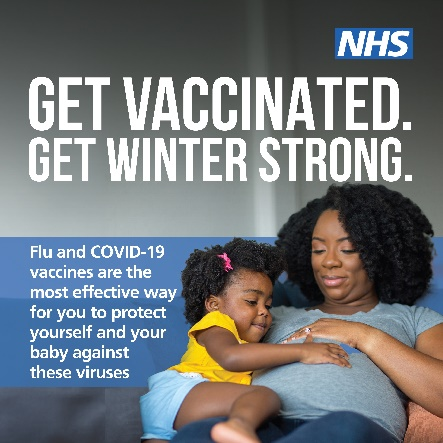 NHS
GET VACCINATED.
GET WINTER STRONG.
Flu and COVID-19
vaccines are the
most effective way
for you to protect
yourself and your
baby against
these viruses